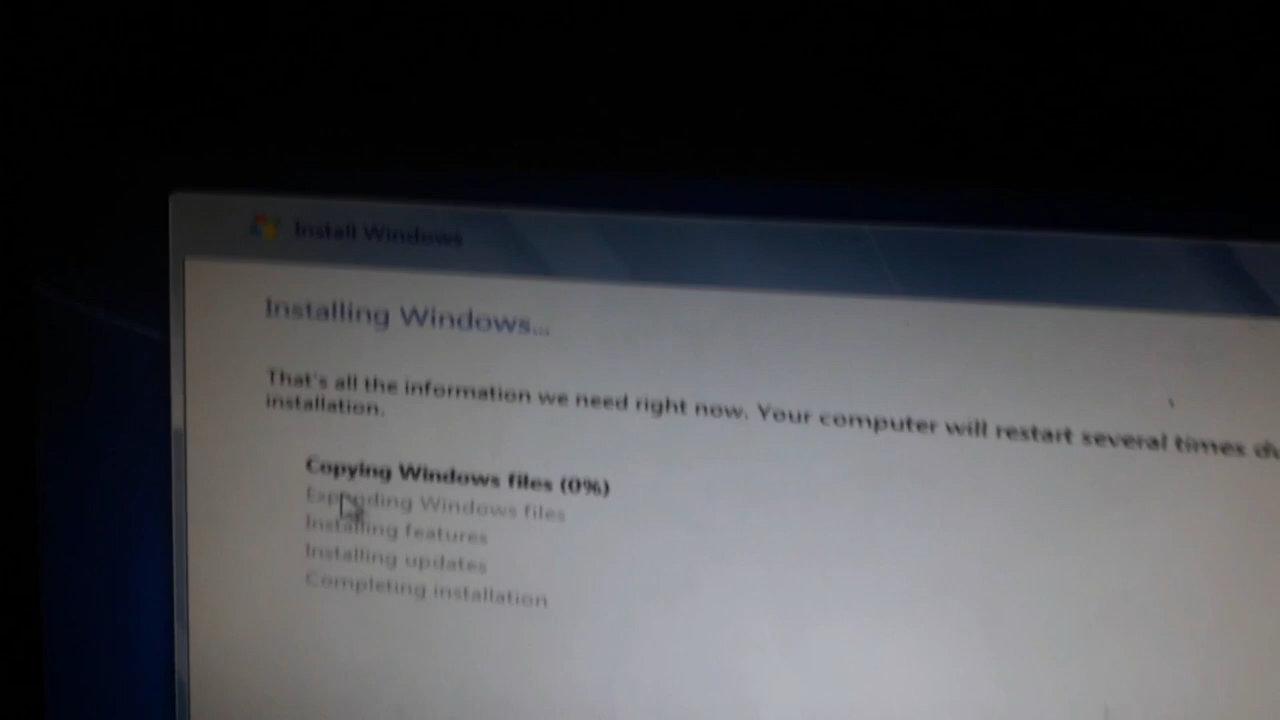 Install Windows
Installing Windows...
That's all the information we need right now. Your computer will restart several times
installation.
Copying Windows files (0%)
Expanding Windows files
Installing features
Installing updates
Completing installation